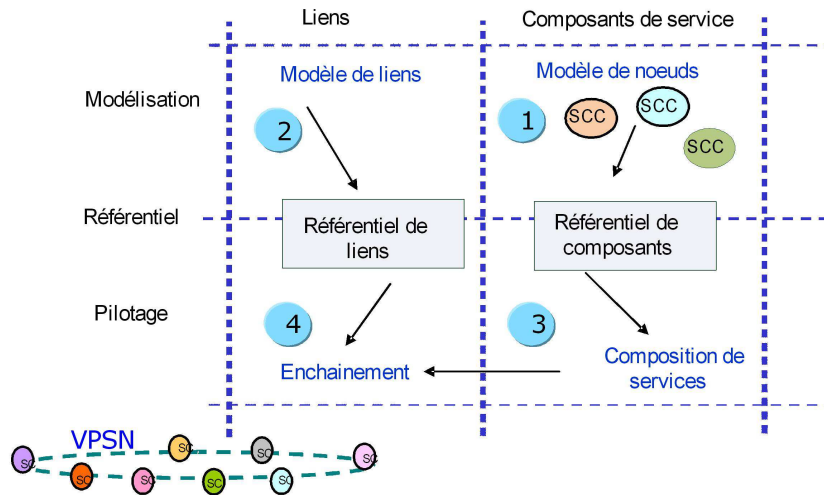 Liens
Composants de service
Modélisation
Modèle de liens
Modèle de noeuds
2
1
SCC
SCC
SCC
Référentiel
Référentiel de
liens
Référentiel de
composants
Pilotage
4
3
Enchainement
Composition de
services
VPSN
SC
SC
SC
SC
SC
SC
SC
SC